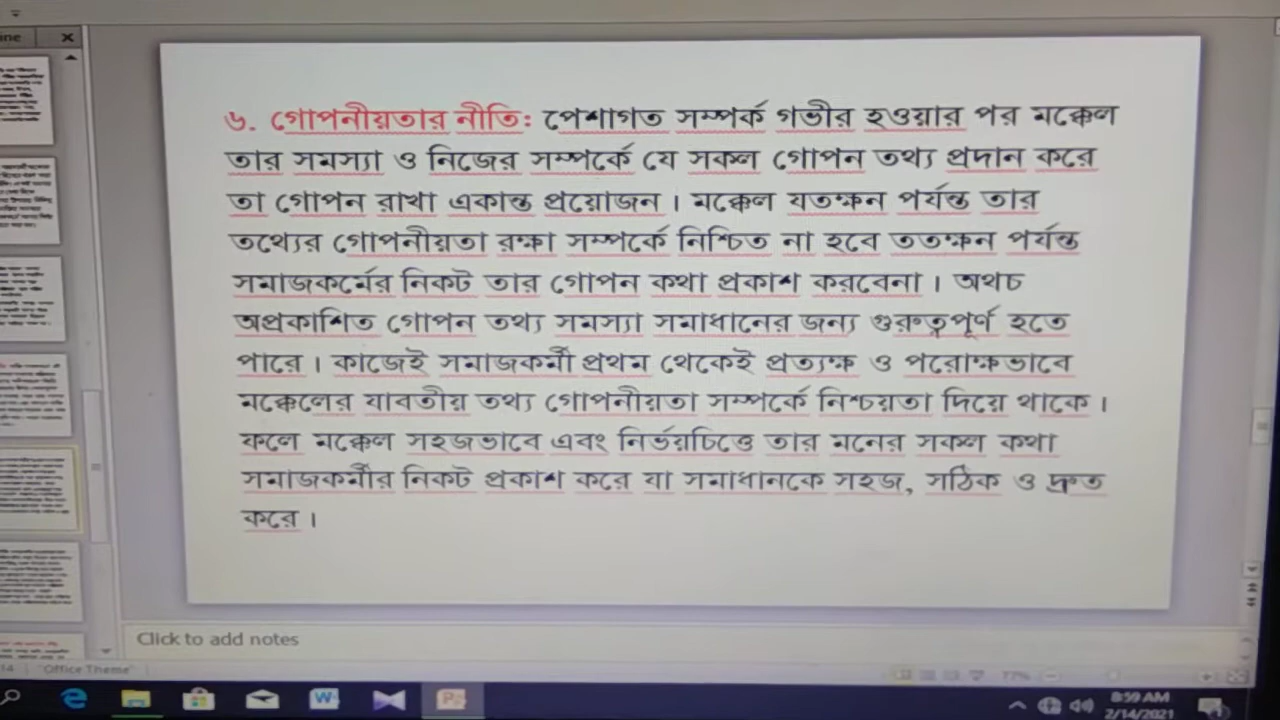 ine
৬. গোপনীয়তার নীতিঃ পেশাগত সম্পর্ক গভীর হওয়ার পর মক্কেল
তার সমস্যা ও নিজের সম্পর্কে যে সকল গোপন তথ্য প্রদান করে
তা গোপন রাখা একান্ত প্রয়োজন। মক্কেল যতক্ষন পর্যন্ত তার
তথ্যের গোপনীয়তা রক্ষা সম্পর্কে নিশ্চিত না হবে ততক্ষন পর্যন্ত
সমাজকর্মের নিকট তার গোপন কথা প্রকাশ করবেনা। অথচ
অপ্রকাশিত গোপন তথ্য সমস্যা সমাধানের জন্য গুরুত্বপূর্ণ হতে
পারে। কাজেই সমাজকর্মী প্রথম থেকেই প্রত্যক্ষ ও পরোক্ষভাবে
মক্কেলের যাবতীয় তথ্য গোপনীয়তা সম্পর্কে নিশ্চয়তা দিয়ে থাকে।
ফলে মক্কেল সহজভাবে এবং নির্ভয়চিত্তে তার মনের সকল কথা
সমাজকর্মীর নিকট প্রকাশ করে যা সমাধানকে সহজ, সঠিক ও দ্রুত
করে।
Click to add notes
14 "Office Theme" 77%
8:59 AM
2/14/2021